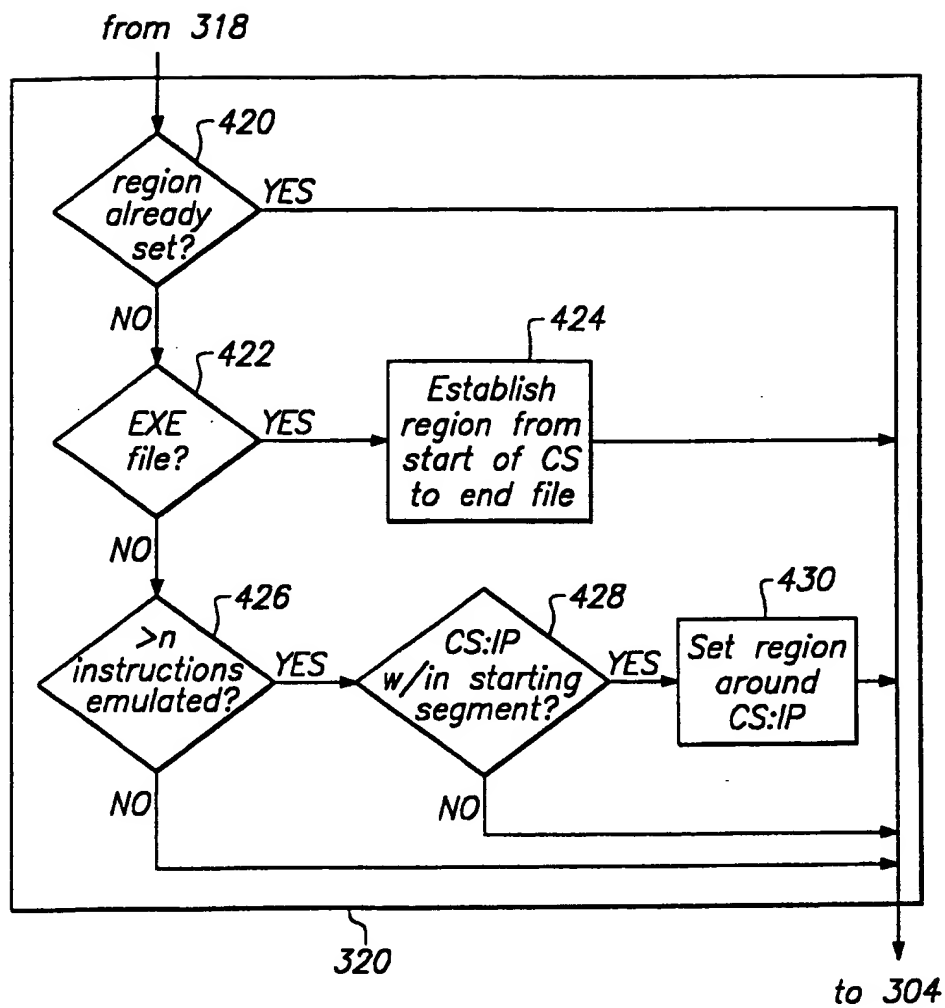 from 318
420
region
already
set?
YES
NO
422
EXE
file?
YES
424
Establish
region from
start of CS
to end file
NO
426
>n
instructions
emulated?
YES
428
CS:IP
w/in starting
segment?
YES
430
Set region
around
CS:IP
NO
NO
320
to 304